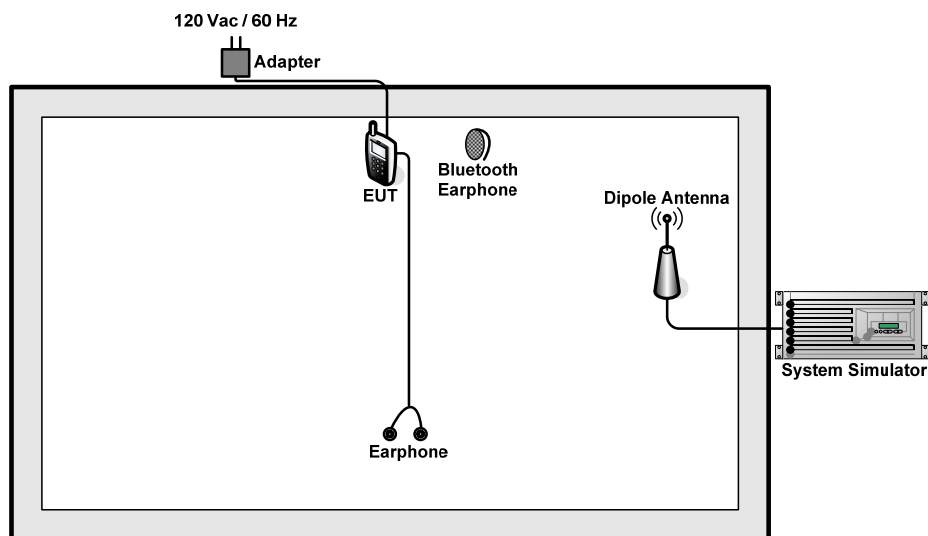 120 Vac / 60 Hz
Adapter
EUT
Bluetooth
Earphone
Dipole Antenna
System Simulator
Earphone